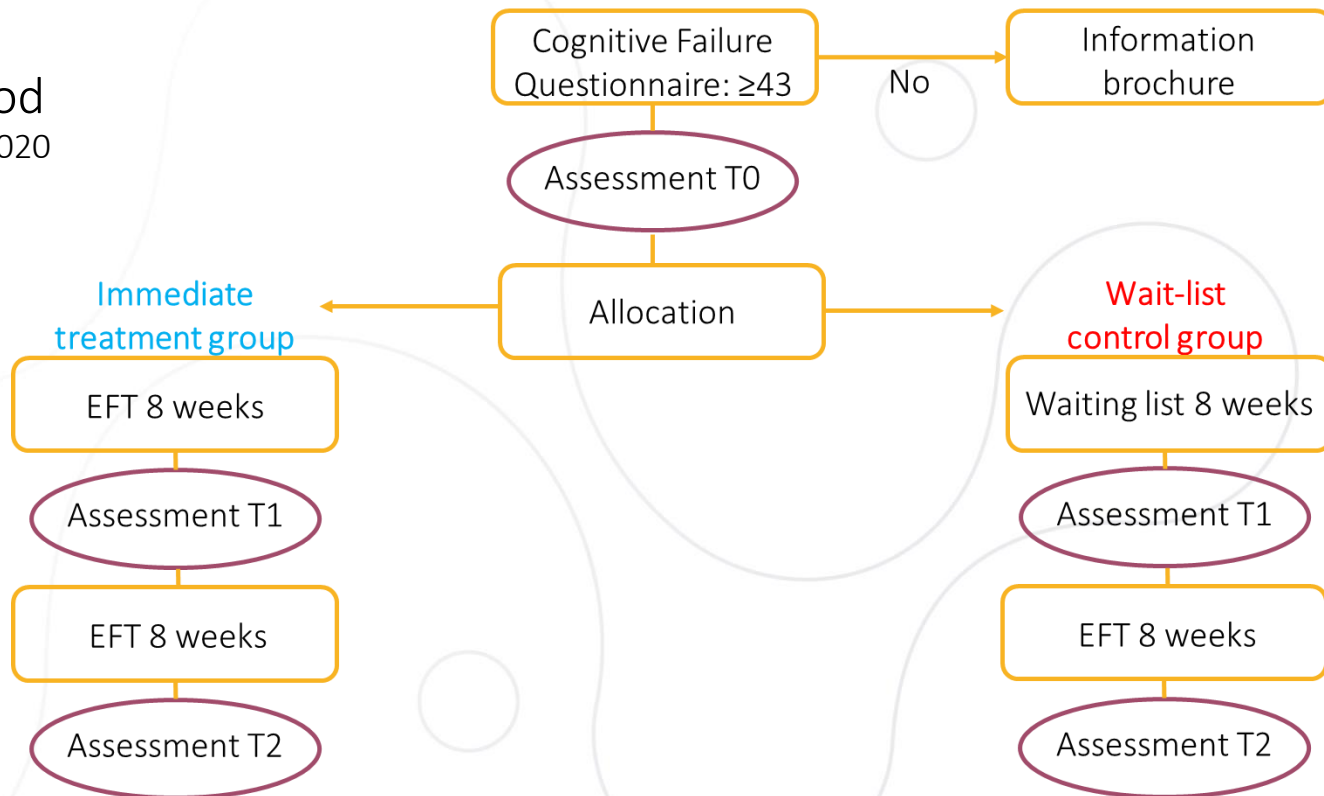 Cognitive Failure
Questionnaire: ≥43
No
Information
brochure
Assessment T0
Allocation
Immediate
treatment group
Wait-list
control group
EFT 8 weeks
Waiting list 8 weeks
Assessment T1
Assessment T1
EFT 8 weeks
EFT 8 weeks
Assessment T2
Assessment T2